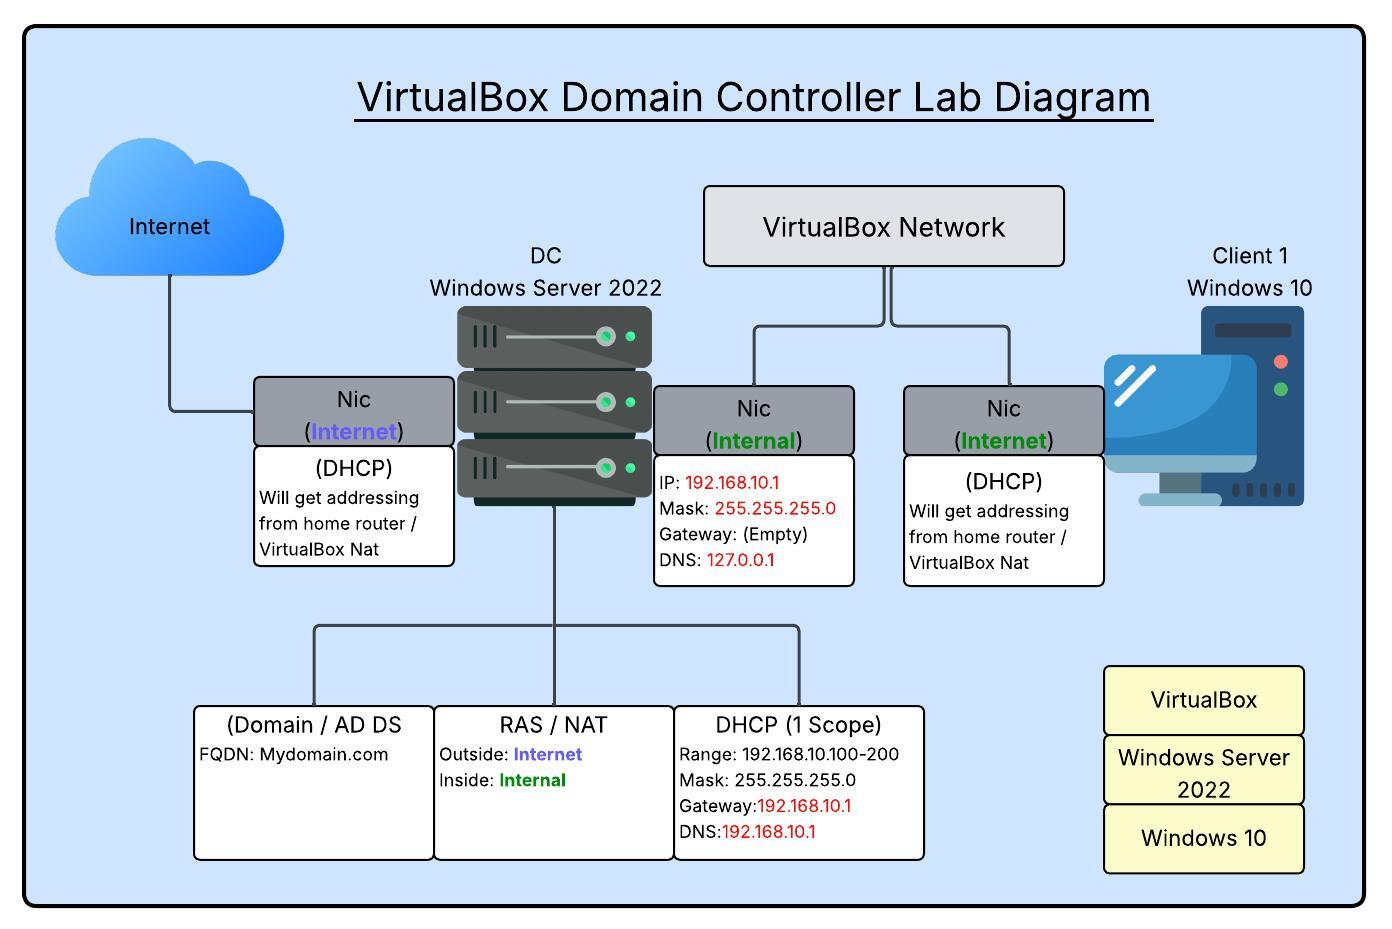 VirtualBox Domain Controller Lab Diagram
Internet
VirtualBox Network
DC
Windows Server 2022
Client 1
Windows 10
Nic
(Internet)
(DHCP)
Will get addressing
from home router /
VirtualBox Nat
Nic
(Internal)
IP: 192.168.10.1
Mask: 255.255.255.0
Gateway: (Empty)
DNS: 127.0.0.1
Nic
(Internet)
(DHCP)
Will get addressing
from home router /
VirtualBox Nat
(Domain / AD DS
FQDN: Mydomain.com
RAS / NAT
Outside: Internet
Inside: Internal
DHCP (1 Scope)
Range: 192.168.10.100-200
Mask: 255.255.255.0
Gateway:192.168.10.1
DNS:192.168.10.1
VirtualBox
Windows Server
2022
Windows 10